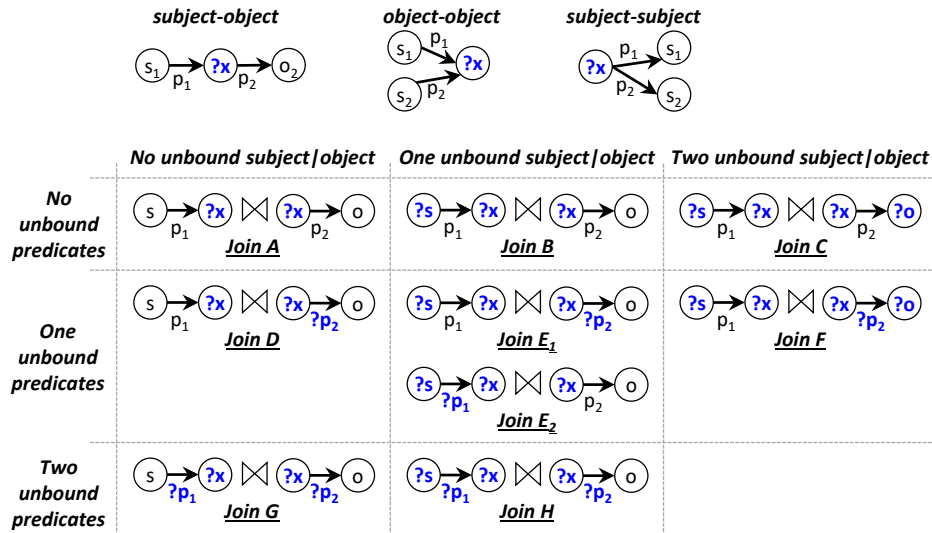 subject-object object-object subject-subject
s1 p1 ?x p2 o2
s1 p1 s2 p2 ?x
?x p1 s1 p2 s2
No unbound subject|object One unbound subject|object Two unbound subject|object
No unbound predicates
s p1 ?x ⋈ ?x p2 o
Join A
?s p1 ?x ⋈ ?x p2 o
Join B
?s p1 ?x ⋈ ?x p2 ?o
Join C
One unbound predicates
s p1 ?x ⋈ ?x ?p2 o
Join D
?s p1 ?x ⋈ ?x ?p2 o
Join E1
?s ?p1 ?x ⋈ ?x p2 o
Join E2
?s p1 ?x ⋈ ?x ?p2 ?o
Join F
Two unbound predicates
s ?p1 ?x ⋈ ?x ?p2 o
Join G
?s ?p1 ?x ⋈ ?x ?p2 o
Join H